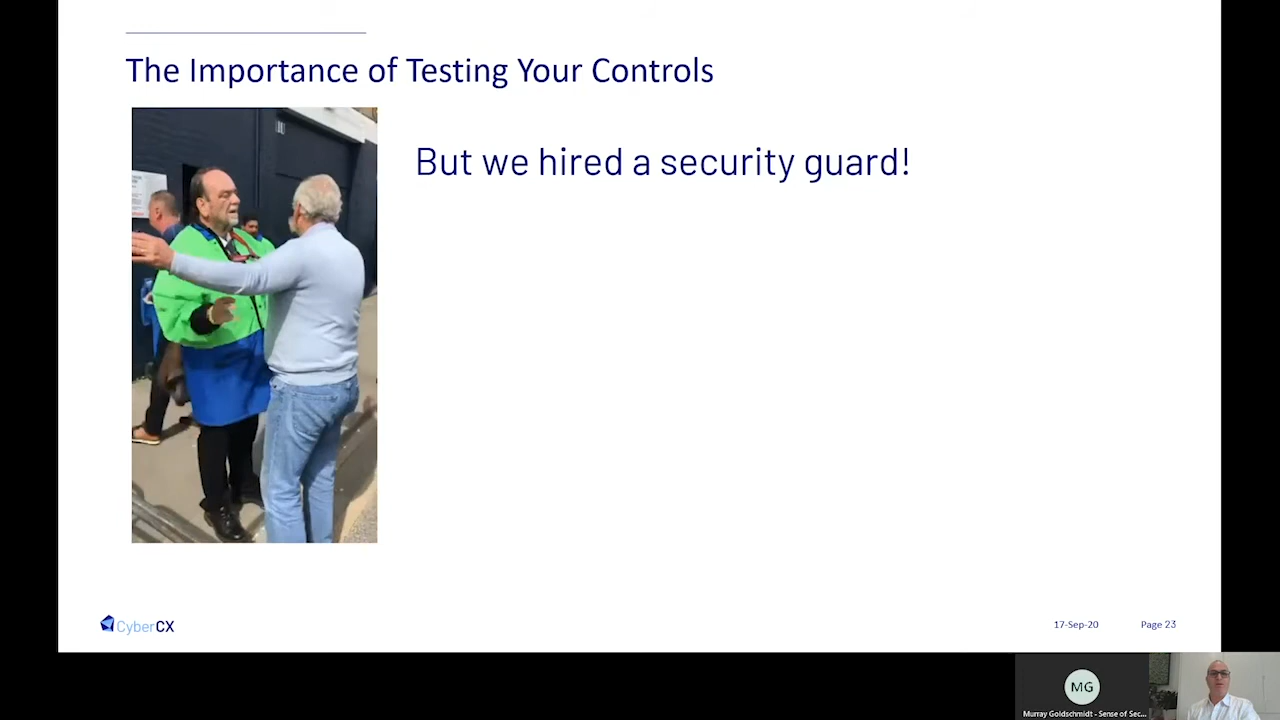 The Importance of Testing Your Controls
But we hired a security guard!
CyberCX
17-Sep-20
Page 23
MG
Murray Goldschmidt - Sense of Sec...